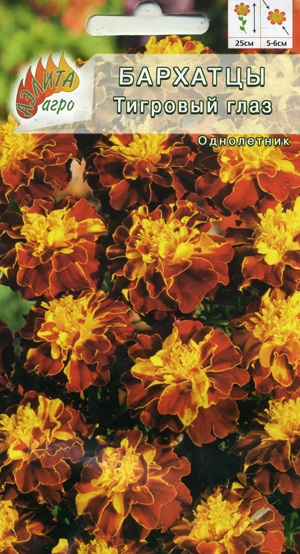 АЭЛИТА
агро
БАРХАТЦЫ
Тигровый глаз
Однолетник
25см
5-6см